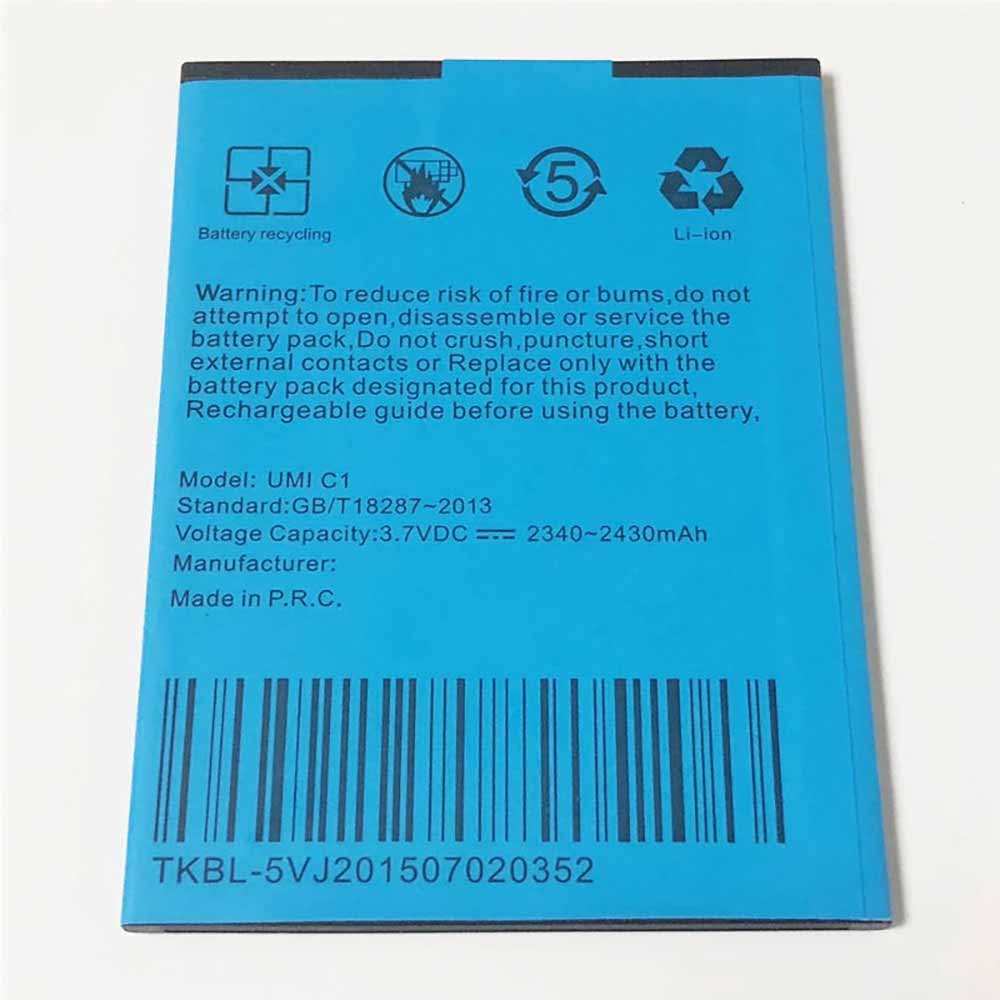 5
Battery recycling
Li-ion
Warning:To reduce risk of fire or bums,do not
attempt to open,disassemble or service the
battery pack,Do not crush,puncture,short
external contacts or Replace only with the
battery pack designated for this product,
Rechargeable guide before using the battery,
Model: UMI C1
Standard:GB/T18287~2013
Voltage Capacity:3.7VDC ⎓ 2340~2430mAh
Manufacturer:
Made in P.R.C.
TKBL-5VJ201507020352